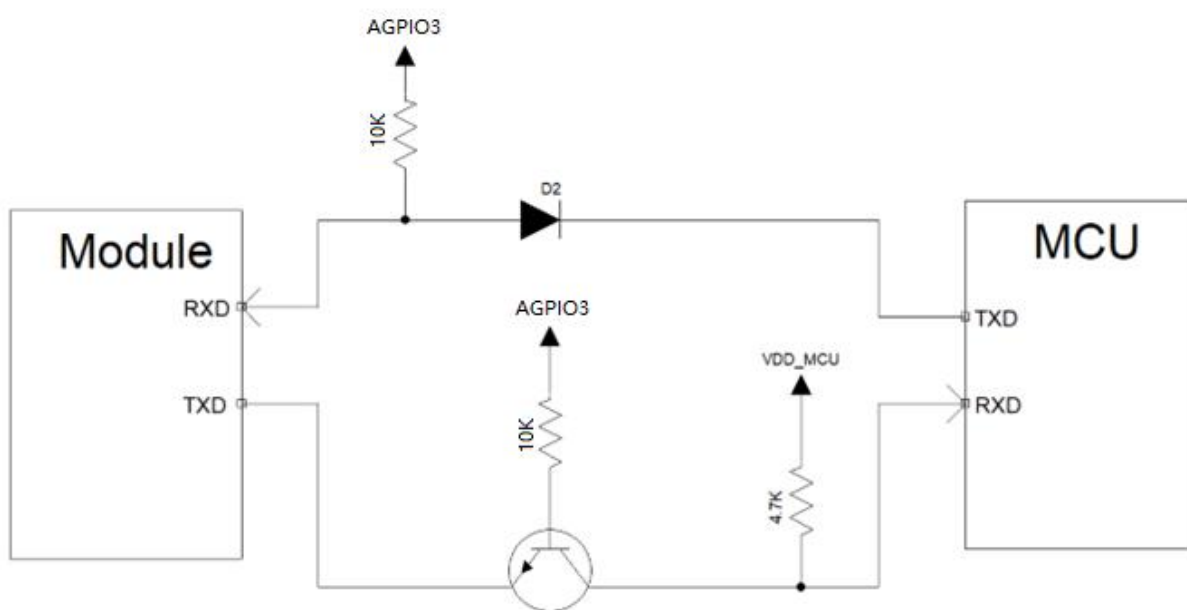 AGPIO3
10K
D2
Module
MCU
RXD
AGPIO3
TXD
VDD_MCU
TXD
RXD
10K
4.7K